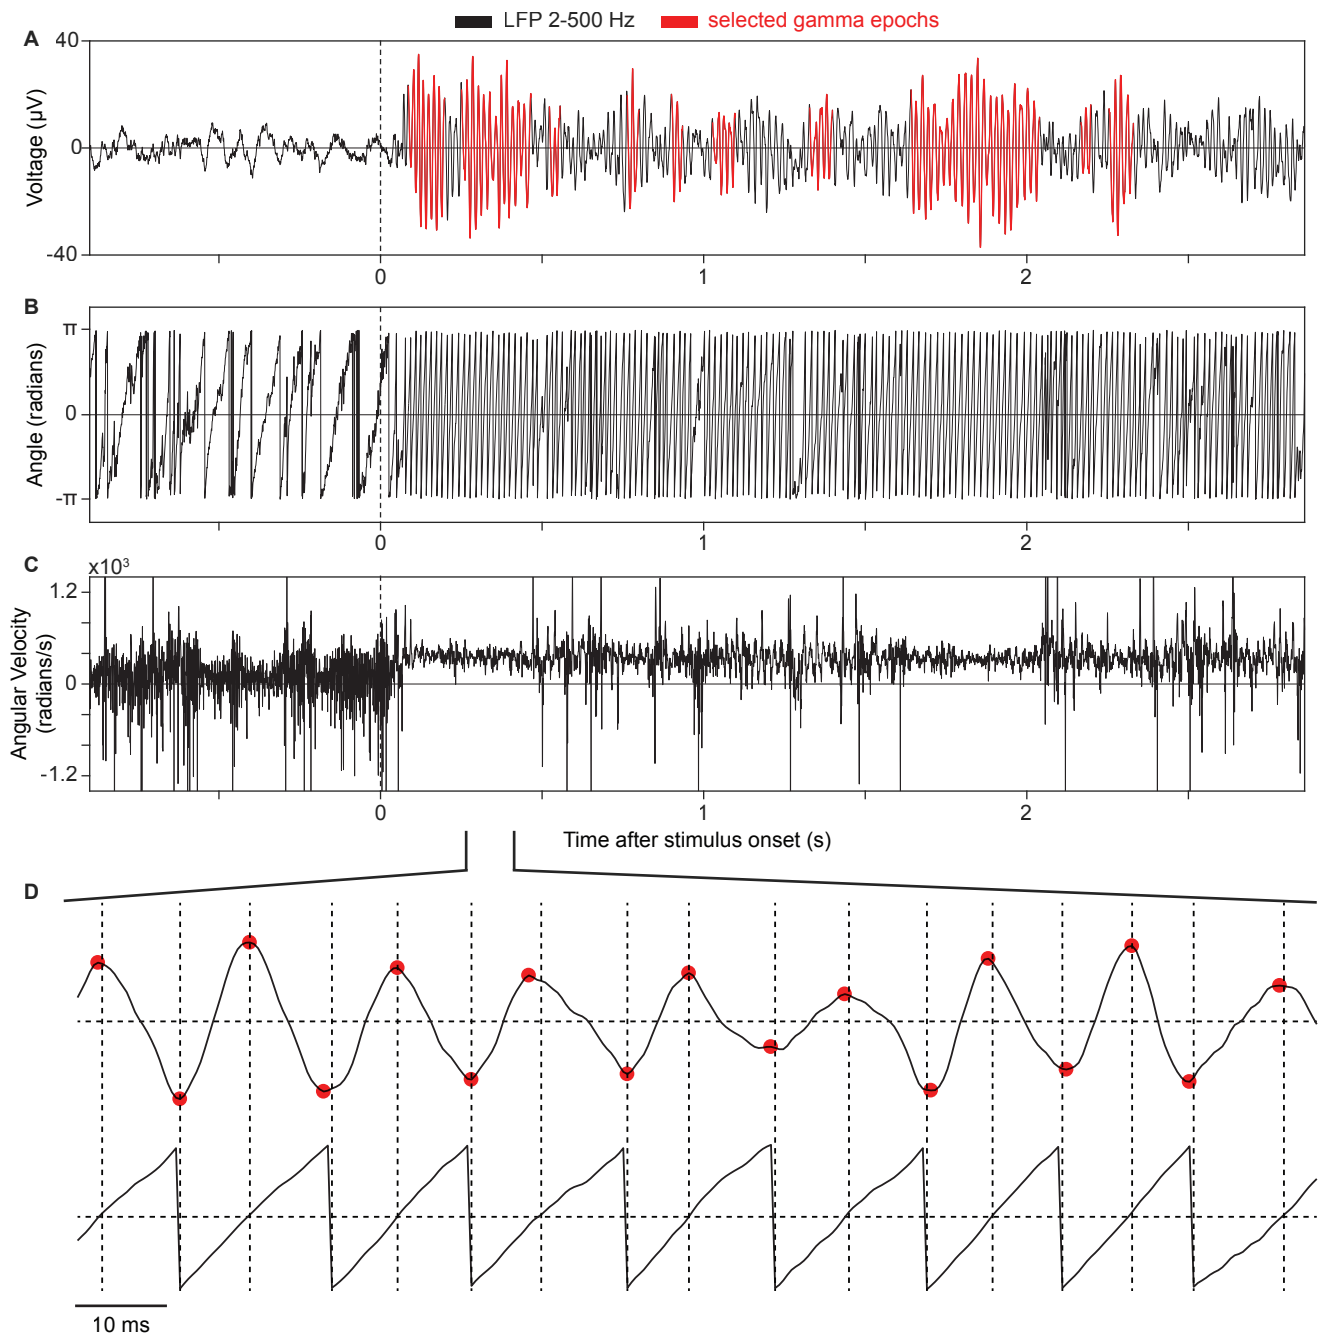 LFP 2-500 Hz selected gamma epochs
A
40
0
-40
Voltage (µV)
0 1 2
B
π
0
-π
Angle (radians)
0 1 2
C
x10³
1.2
0
-1.2
Angular Velocity
(radians/s)
0 1 2
Time after stimulus onset (s)
D
10 ms